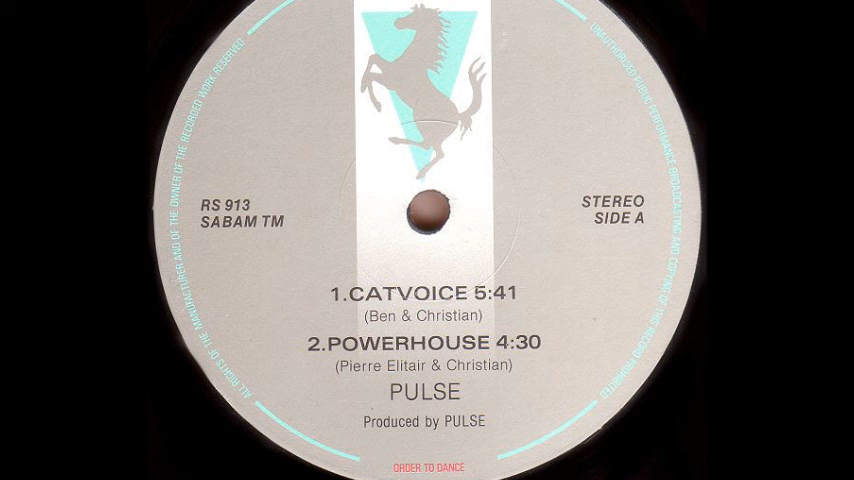 RS 913
SABAM TM
STEREO
SIDE A
1.CATVOICE 5:41
(Ben & Christian)
2.POWERHOUSE 4:30
(Pierre Elitair & Christian)
PULSE
Produced by PULSE
ORDER TO DANCE
ALL RIGHTS OF THE MANUFACTURER AND OF THE OWNER OF THE RECORDED WORK RESERVED
UNAUTHORISED PUBLIC PERFORMANCE BROADCASTING AND COPYING OF THIS RECORD PROHIBITED